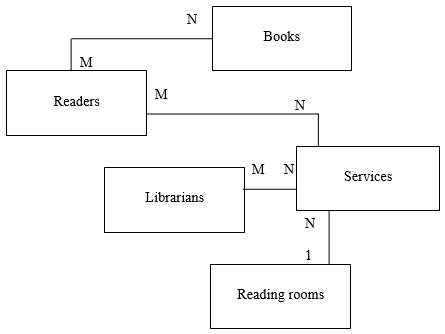 N
Books
M
Readers
M
N
Librarians
M
N
Services
N
1
Reading rooms